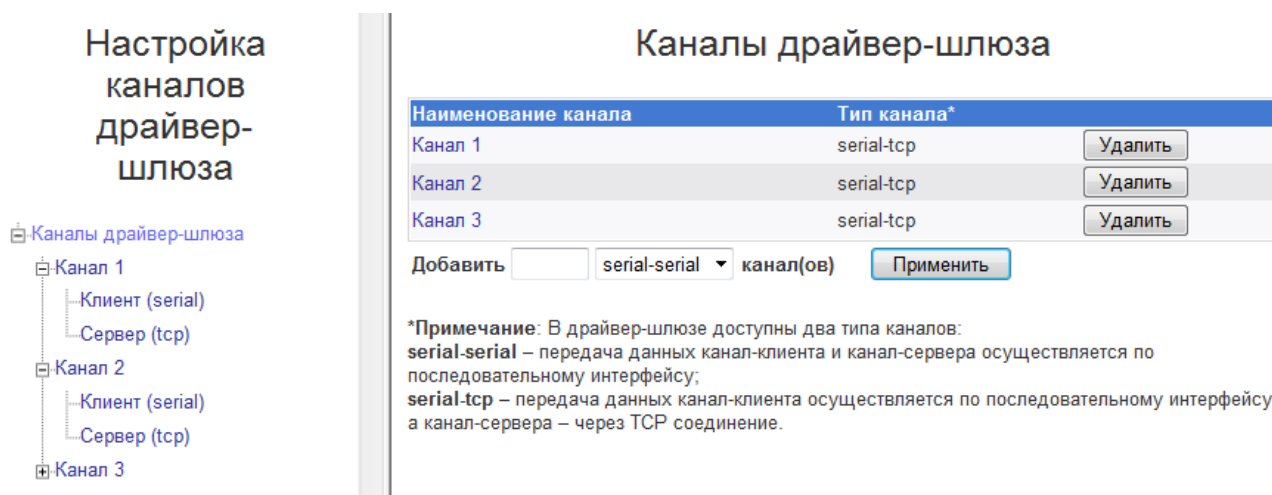 Настройка
каналов
драйвер-
шлюза
Каналы драйвер-шлюза
Канал 1
Клиент (serial)
Сервер (tcp)
Канал 2
Клиент (serial)
Сервер (tcp)
Канал 3
Каналы драйвер-шлюза
Наименование канала Тип канала*
Канал 1 serial-tcp Удалить
Канал 2 serial-tcp Удалить
Канал 3 serial-tcp Удалить
Добавить serial-serial канал(ов) Применить
*Примечание: В драйвер-шлюзе доступны два типа каналов:
serial-serial – передача данных канал-клиента и канал-сервера осуществляется по
последовательному интерфейсу;
serial-tcp – передача данных канал-клиента осуществляется по последовательному интерфейсу
а канал-сервера – через TCP соединение.